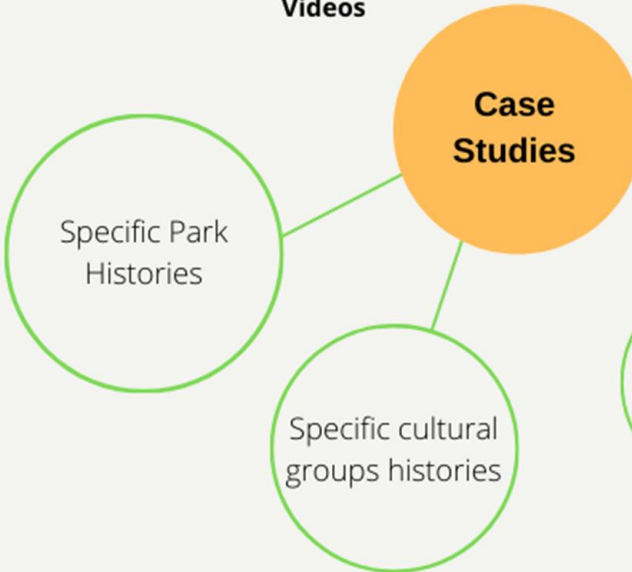 Videos
Case
Studies
Specific Park
Histories
Specific cultural
groups histories